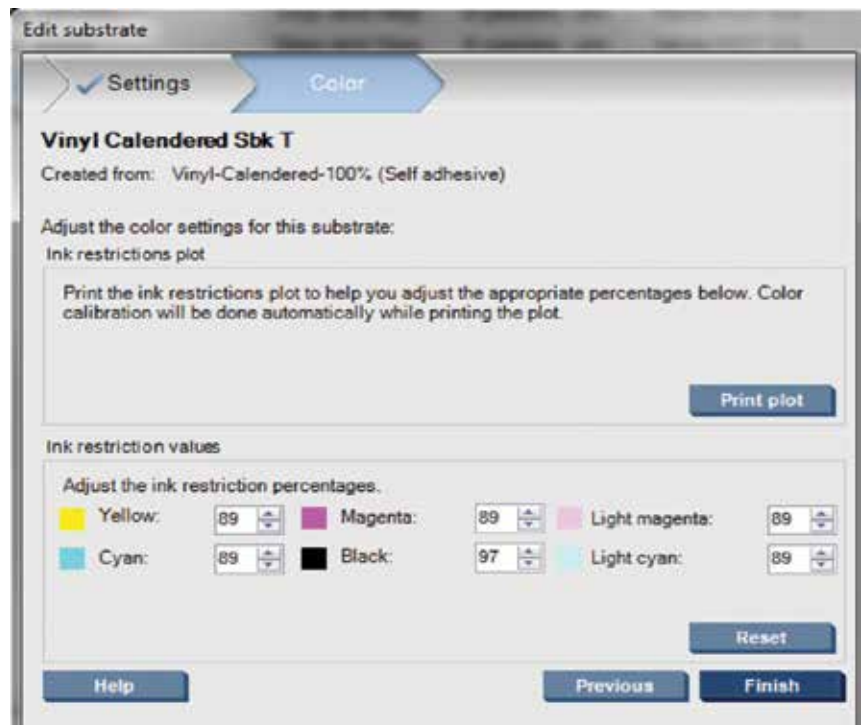 Edit substrate
Settings
Color
Vinyl Calendered Sbk T
Created from: Vinyl-Calendered-100% (Self adhesive)
Adjust the color settings for this substrate:
Ink restrictions plot
Print the ink restrictions plot to help you adjust the appropriate percentages below. Color
calibration will be done automatically while printing the plot.
Print plot
Ink restriction values
Adjust the ink restriction percentages.
Yellow: 89 Magenta: 89 Light magenta: 89
Cyan: 89 Black: 97 Light cyan: 89
Reset
Help Previous Finish